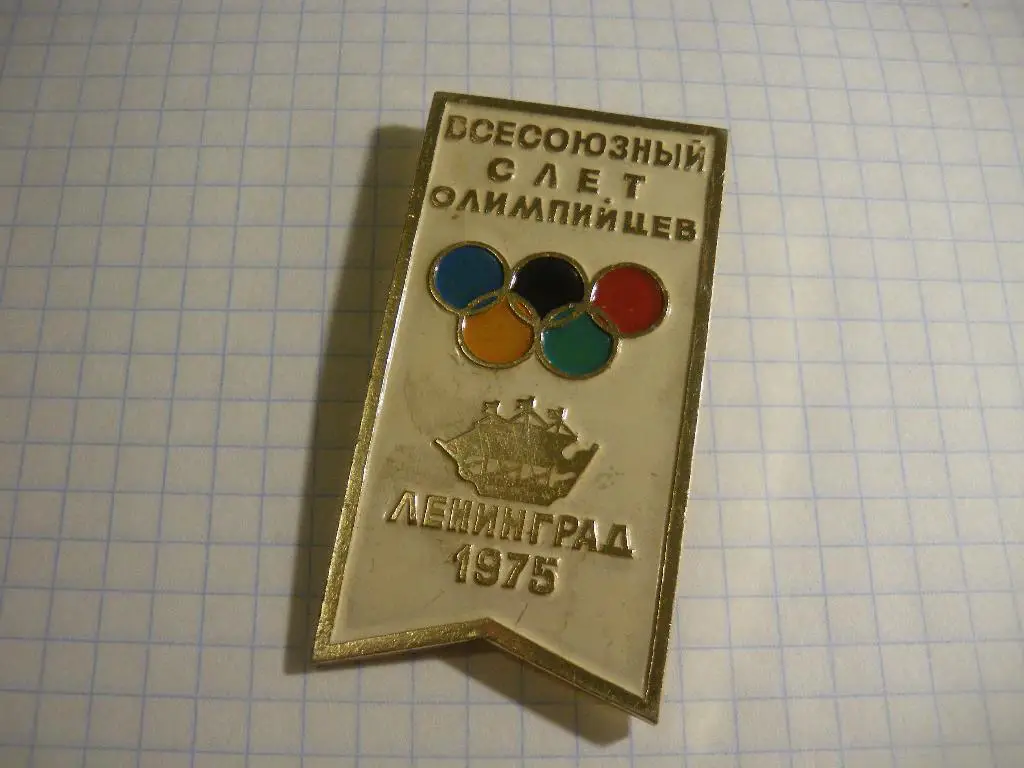 ВСЕСОЮЗНЫЙ
СЛЕТ
ОЛИМПИЙЦЕВ
ЛЕНИНГРАД
1975